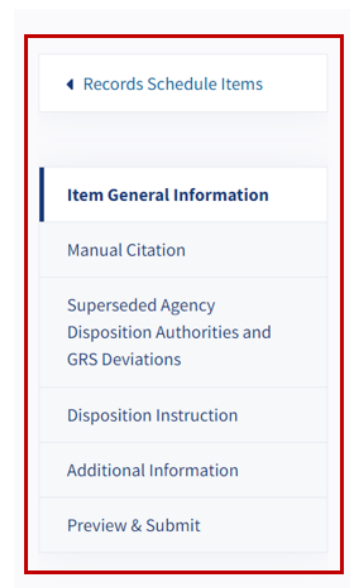 Records Schedule Items
Item General Information
Manual Citation
Superseded Agency
Disposition Authorities and
GRS Deviations
Disposition Instruction
Additional Information
Preview & Submit